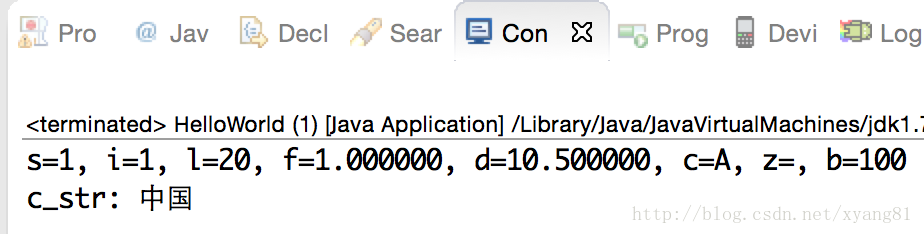 Pro Jav Decl Sear Con Prog Devi Log
<terminated> HelloWorld (1) [Java Application] /Library/Java/JavaVirtualMachines/jdk1.7
s=1, i=1, l=20, f=1.000000, d=10.500000, c=A, z=, b=100
c_str: 中国
http://blog.csdn.net/xyang81